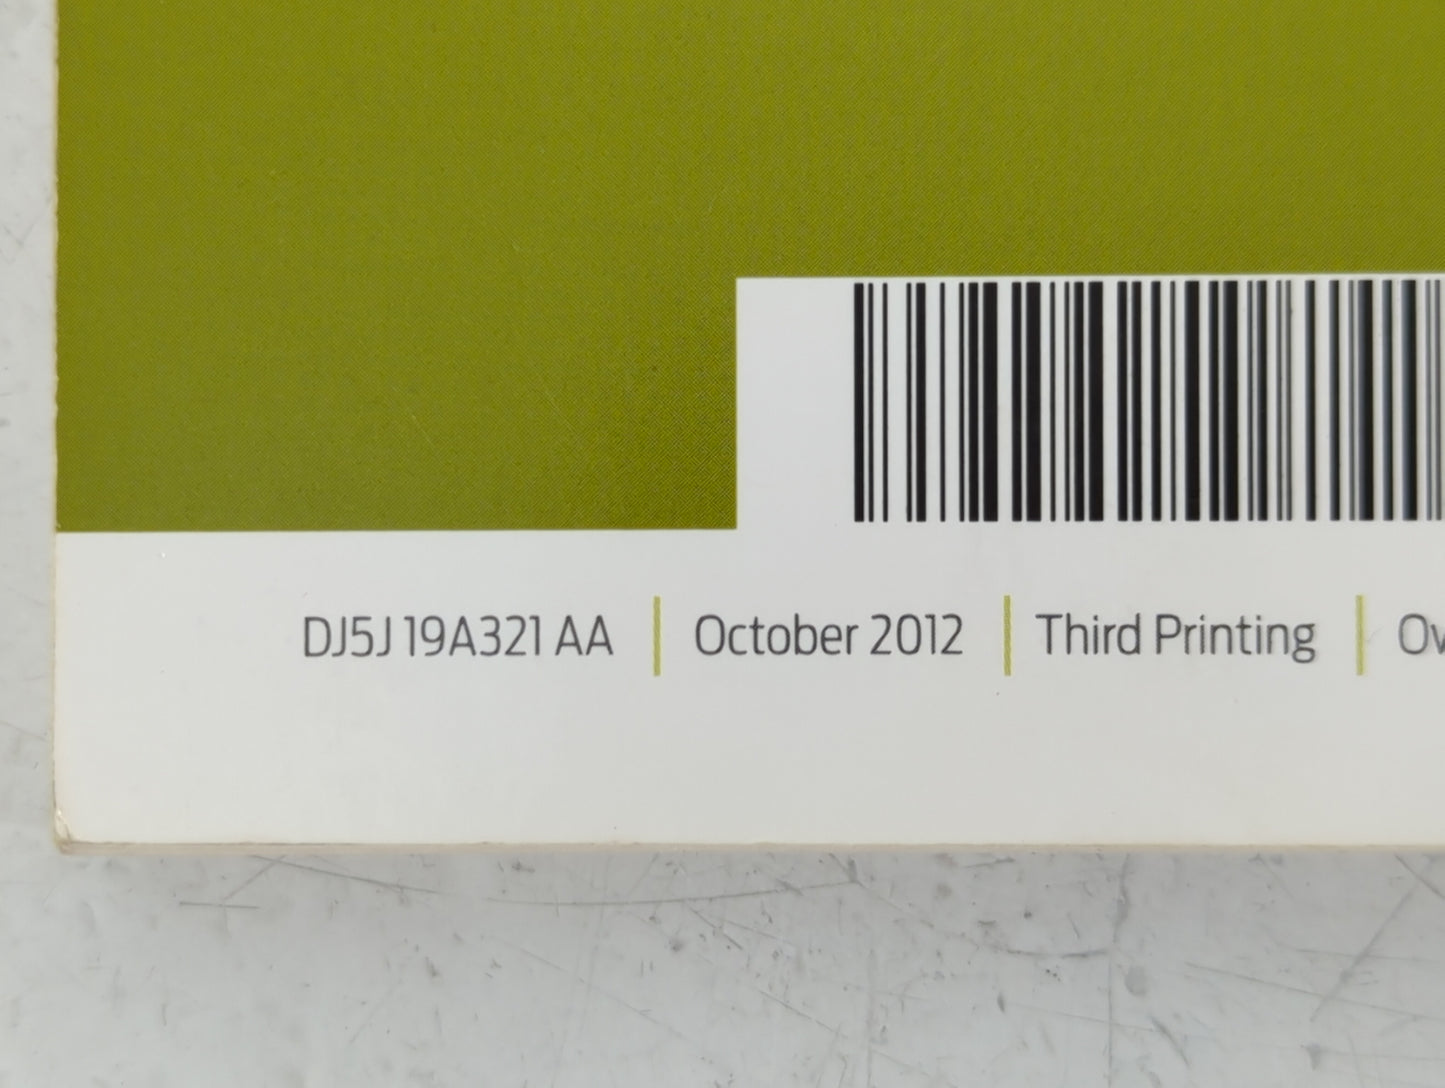 DJ5J 19A321 AA | October 2012 | Third Printing |